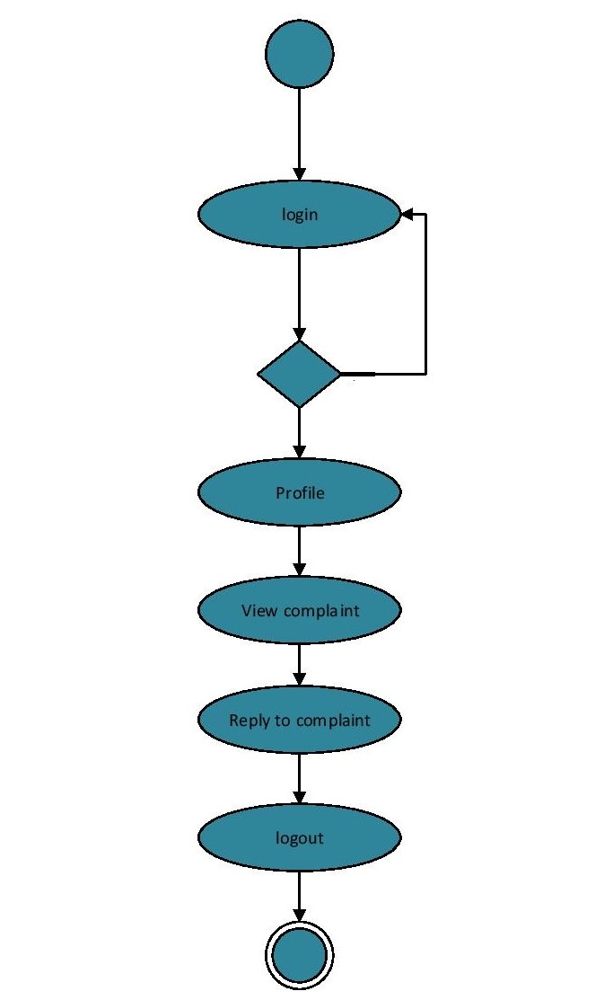 login
Profile
View complaint
Reply to complaint
logout